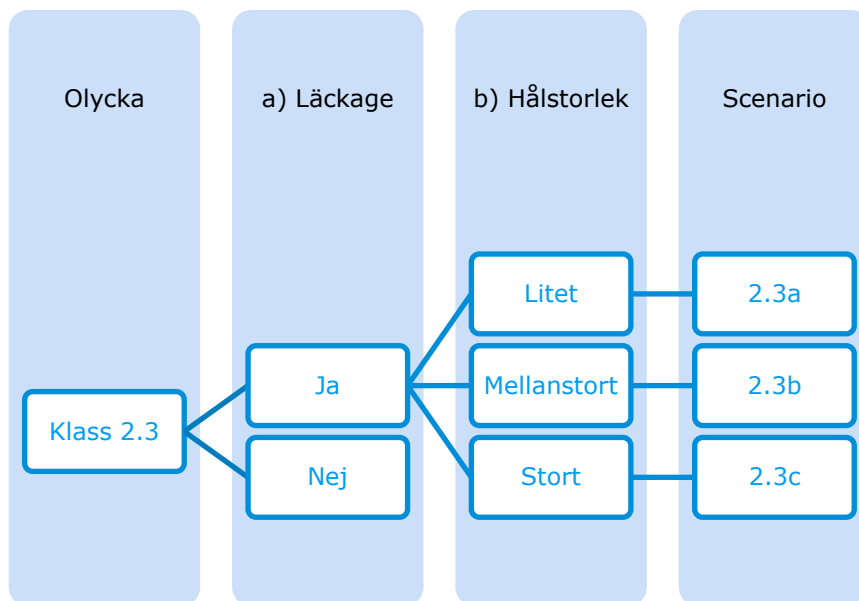 Olycka
a) Läckage
b) Hålstorlek
Scenario
Litet
2.3a
Ja
Mellanstort
2.3b
Klass 2.3
Nej
Stort
2.3c